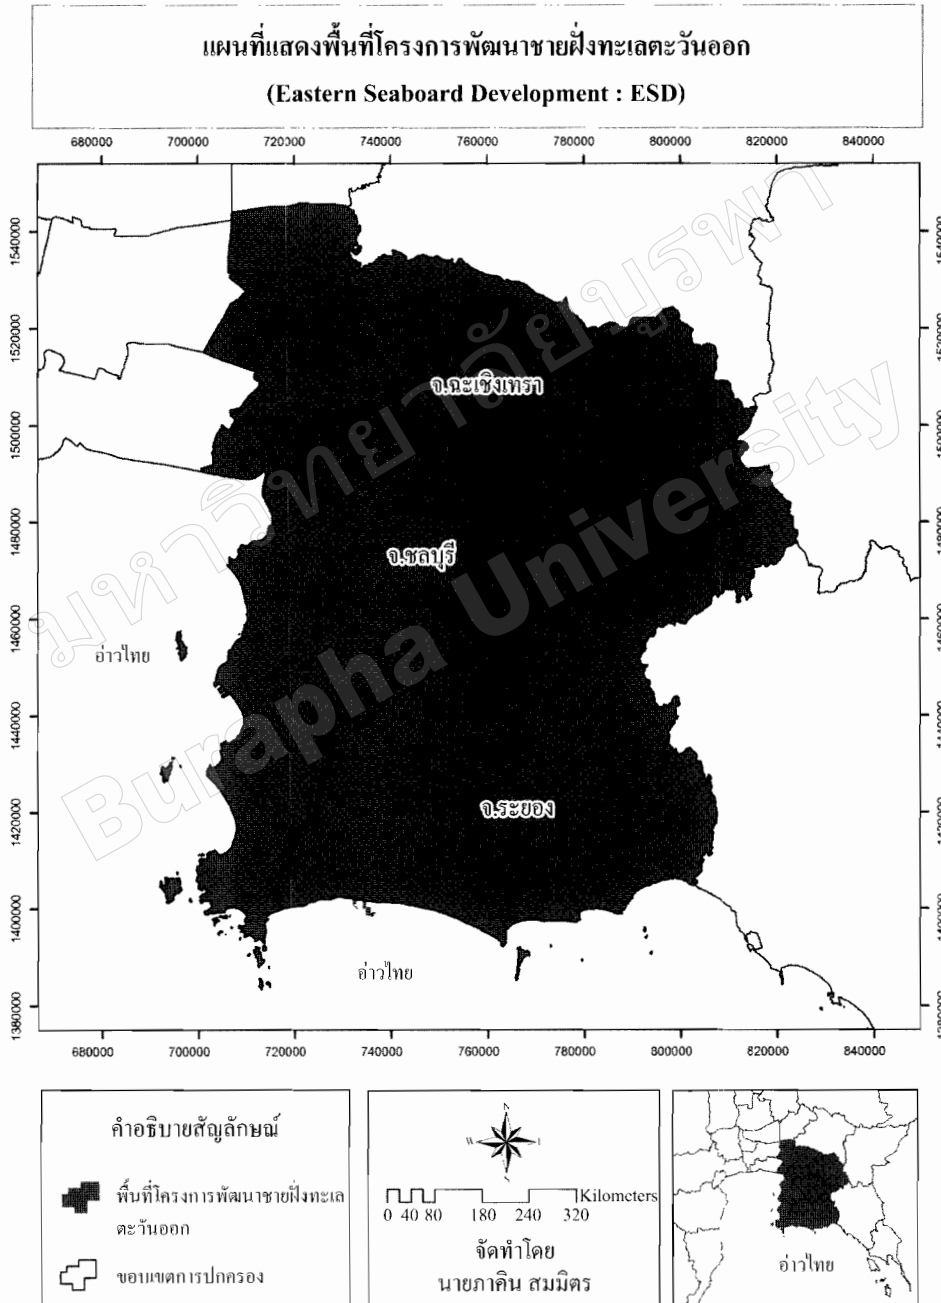 แผนที่แสดงพื้นที่โครงการพัฒนาชายฝั่งทะเลตะวันออก
(Eastern Seaboard Development : ESD)
680000 700000 720000 740000 760000 780000 800000 820000 840000
1540000 1540000
1520000 1520000
จ.ฉะเชิงเทรา
1500000 1500000
1480000 1480000
จ.ชลบุรี
1460000 1460000
อ่าวไทย
1440000 1440000
จ.ระยอง
1420000 1420000
1400000 1400000
อ่าวไทย
1380000 1380000
680000 700000 720000 740000 760000 780000 800000 820000 840000
มหาวิทยาลัยบูรพา
Burapha University
คำอธิบายสัญลักษณ์
พื้นที่โครงการพัฒนาชายฝั่งทะเล
ตะวันออก
ขอบเขตการปกครอง
N
W
S
Kilometers
0 40 80 180 240 320
จัดทำโดย
นายภาคิน สมมิตร
อ่าวไทย